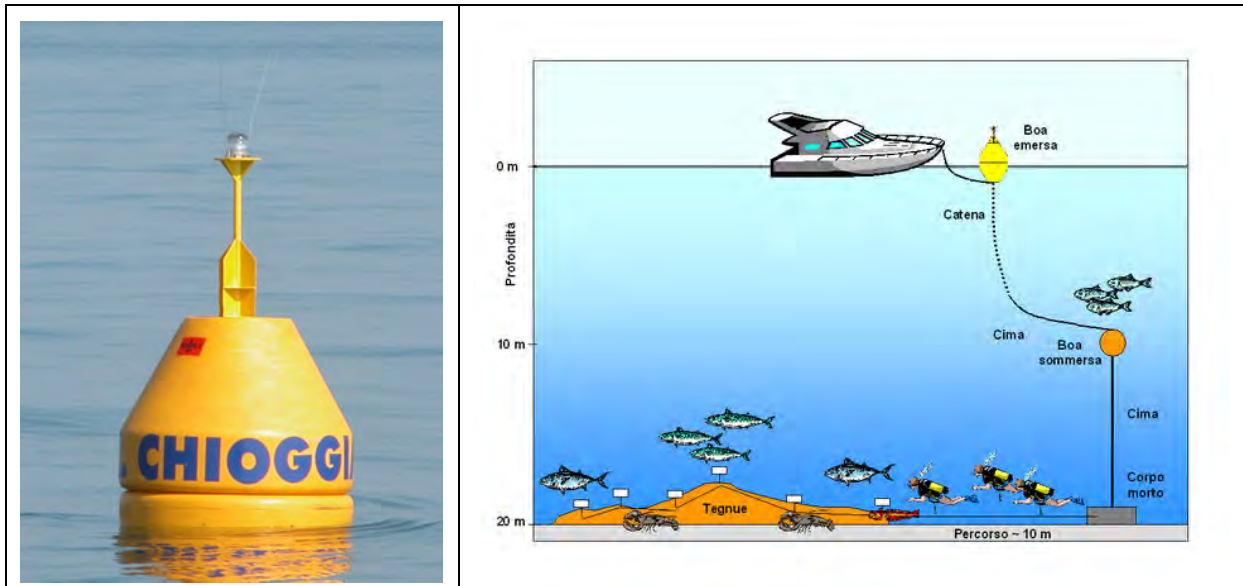 CHIOGGI
Boa
emersa
0 m
Catena
Profondità
Cima
10 m
Boa
sommersa
Cima
Corpo
morto
Tegnue
20 m
Percorso ~ 10 m